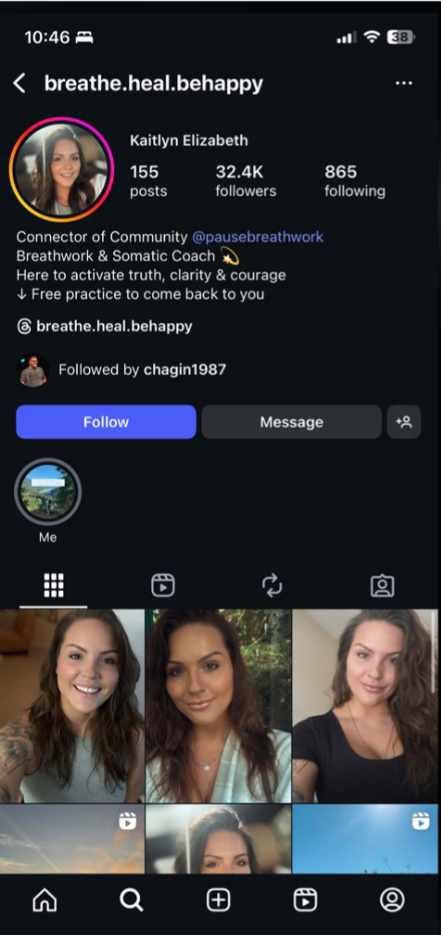 10:46
38
breathe.heal.behappy
Kaitlyn Elizabeth
155 32.4K 865
posts followers following
Connector of Community @pausebreathwork
Breathwork & Somatic Coach 💫
Here to activate truth, clarity & courage
↓ Free practice to come back to you
breathe.heal.behappy
Followed by chagin1987
Follow Message
Me